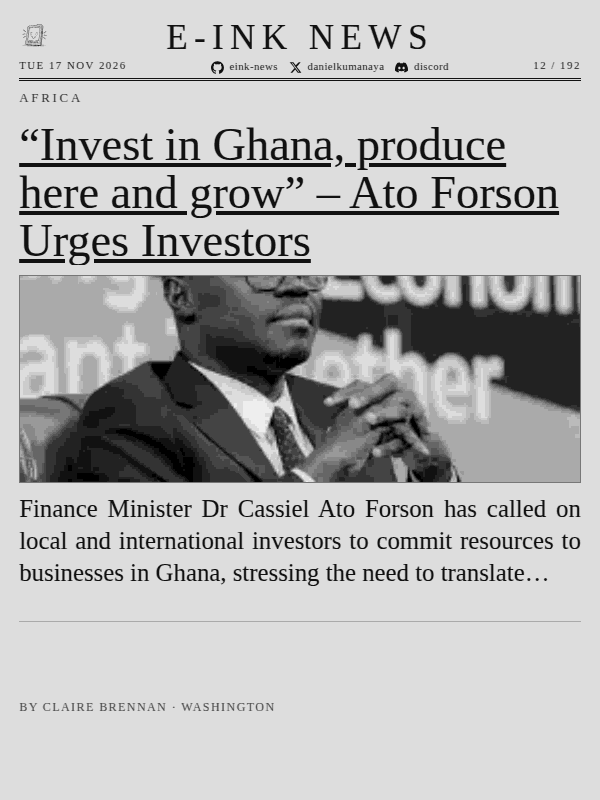 E-INK NEWS
TUE 17 NOV 2026
eink-news danielkumanaya discord
12 / 192
AFRICA
“Invest in Ghana, produce
here and grow” – Ato Forson
Urges Investors
ant
ether
Finance Minister Dr Cassiel Ato Forson has called on
local and international investors to commit resources to
businesses in Ghana, stressing the need to translate…
BY CLAIRE BRENNAN · WASHINGTON